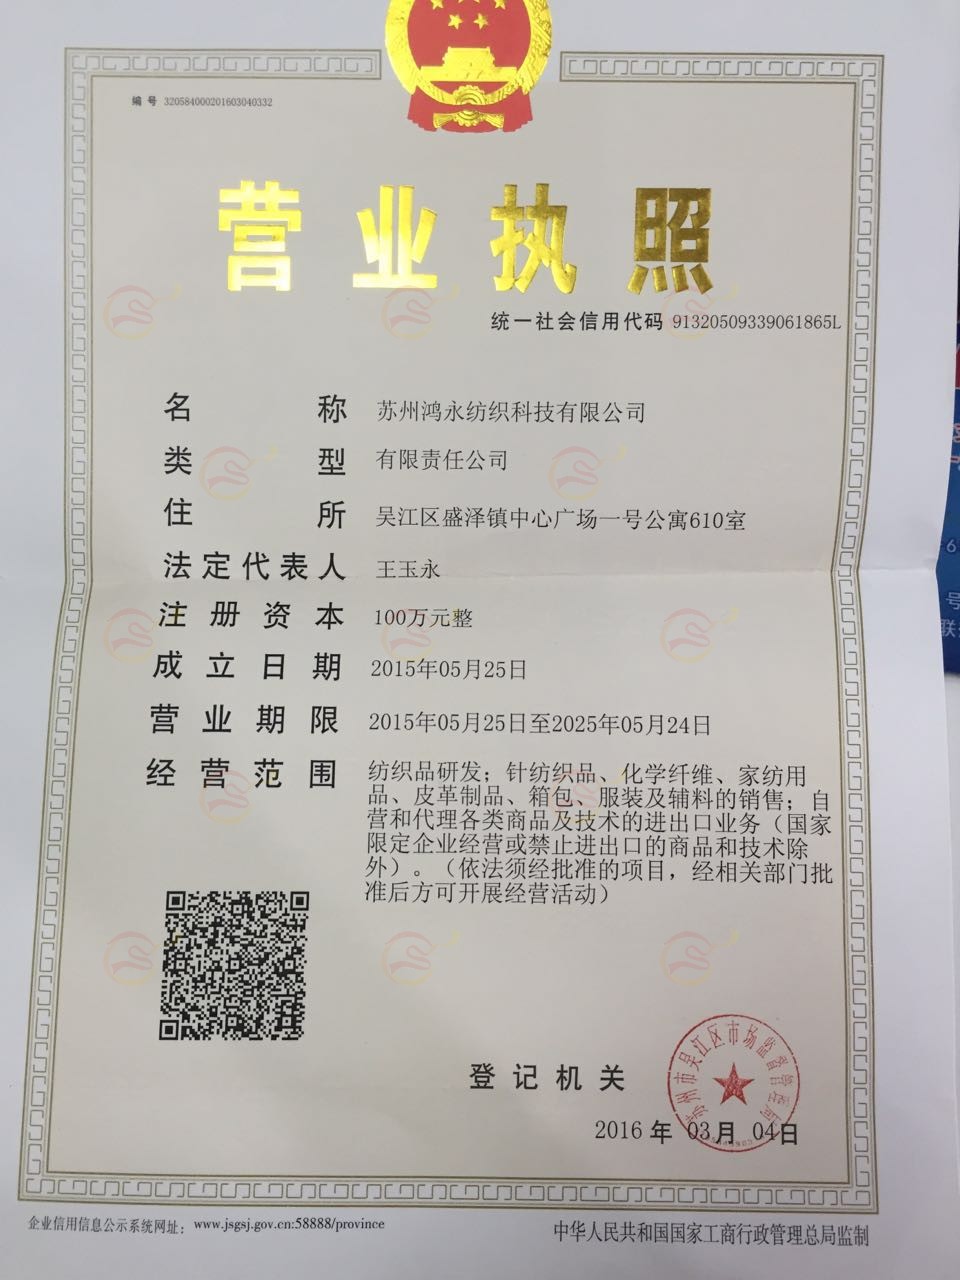 编号 320584000201603040332
营业执照
统一社会信用代码 91320509339061865L
名称 苏州鸿永纺织科技有限公司
类型 有限责任公司
住所 吴江区盛泽镇中心广场一号公寓610室
法定代表人 王玉永
注册资本 100万元整
成立日期 2015年05月25日
营业期限 2015年05月25日至2025年05月24日
经营范围 纺织品研发；针纺织品、化学纤维、家纺用
品、皮革制品、箱包、服装及辅料的销售；自
营和代理各类商品及技术的进出口业务（国家
限定企业经营或禁止进出口的商品和技术除
外）。（依法须经批准的项目，经相关部门批
准后方可开展经营活动）
登记机关
苏州市吴江区市场监督管理局
2016年03月04日
企业信用信息公示系统网址： www.jsgsj.gov.cn:58888/province
中华人民共和国国家工商行政管理总局监制